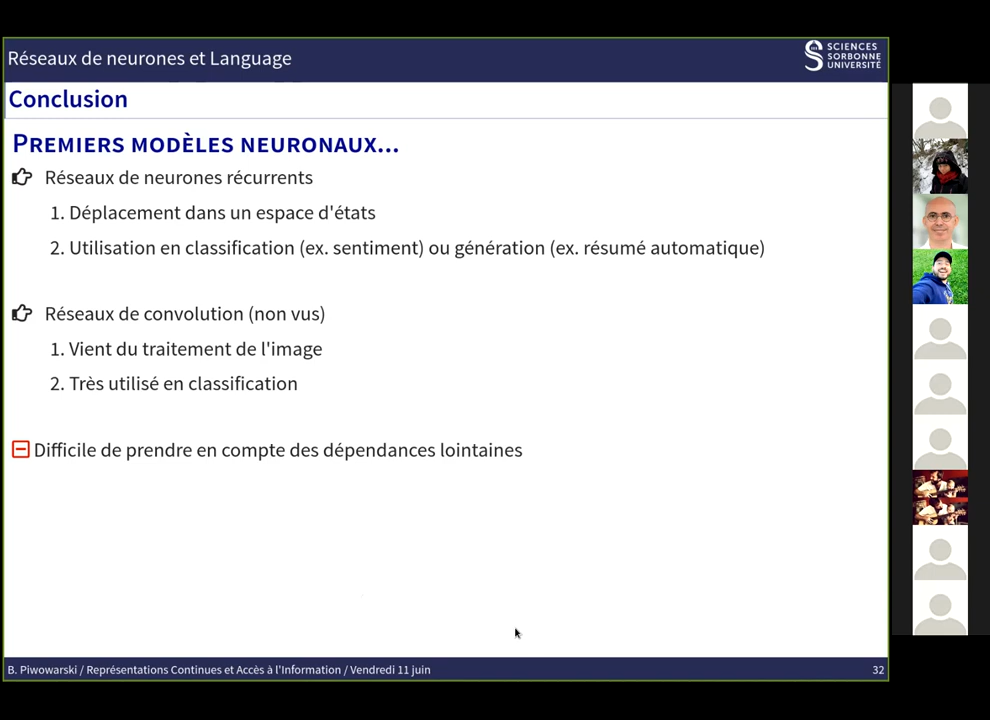 Réseaux de neurones et Language
SCIENCES
SORBONNE
UNIVERSITÉ
Conclusion
PREMIERS MODÈLES NEURONAUX...
Réseaux de neurones récurrents
1. Déplacement dans un espace d'états
2. Utilisation en classification (ex. sentiment) ou génération (ex. résumé automatique)
Réseaux de convolution (non vus)
1. Vient du traitement de l'image
2. Très utilisé en classification
Difficile de prendre en compte des dépendances lointaines
B. Piwowarski / Représentations Continues et Accès à l'Information / Vendredi 11 juin
32